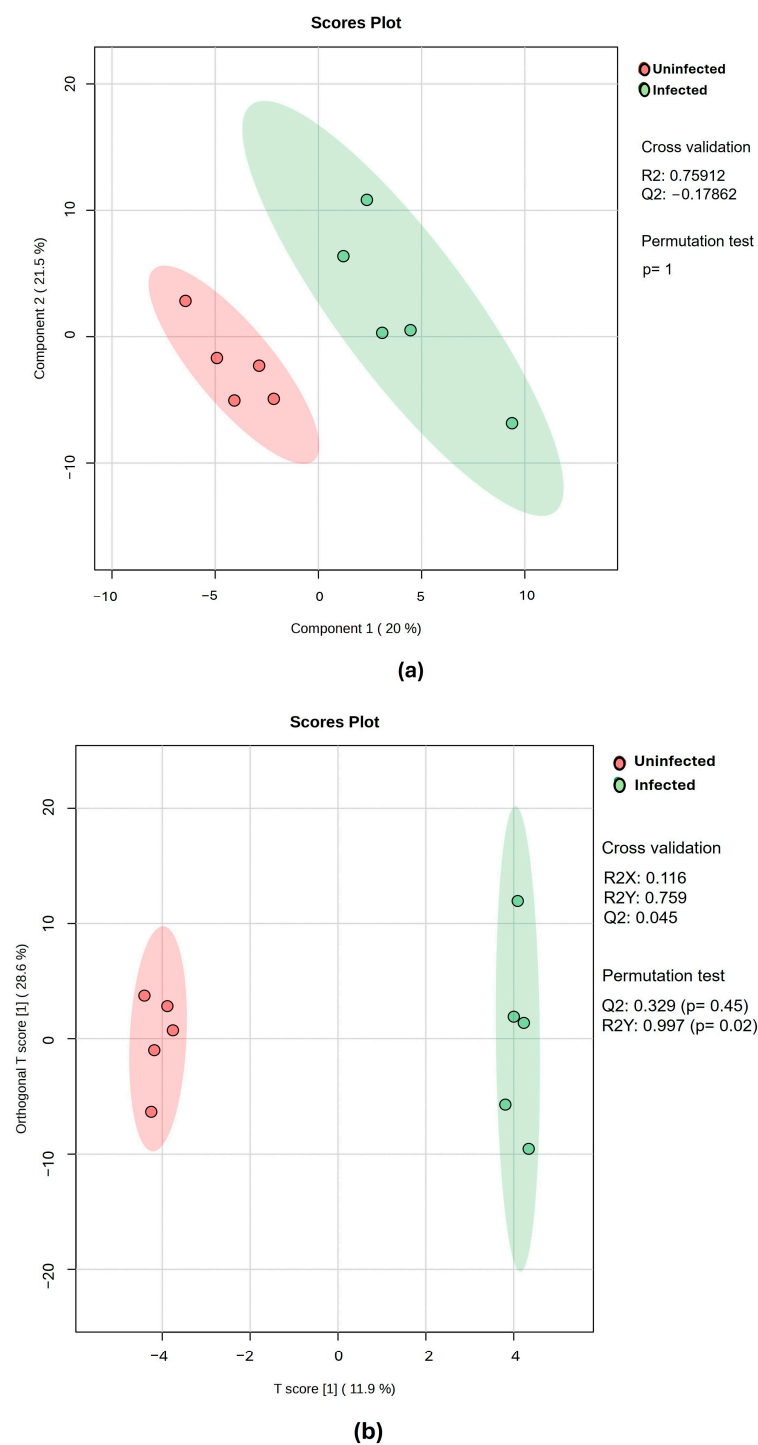 Scores Plot
Uninfected
Infected
Cross validation
R2: 0.75912
Q2: −0.17862
Permutation test
p= 1
Component 2 ( 21.5 %)
20
10
0
−10
−10
−5
0
5
10
Component 1 ( 20 %)
(a)
Scores Plot
Uninfected
Infected
Cross validation
R2X: 0.116
R2Y: 0.759
Q2: 0.045
Permutation test
Q2: 0.329 (p= 0.45)
R2Y: 0.997 (p= 0.02)
Orthogonal T score [1] ( 28.6 %)
20
10
0
−10
−20
−4
−2
0
2
4
T score [1] ( 11.9 %)
(b)